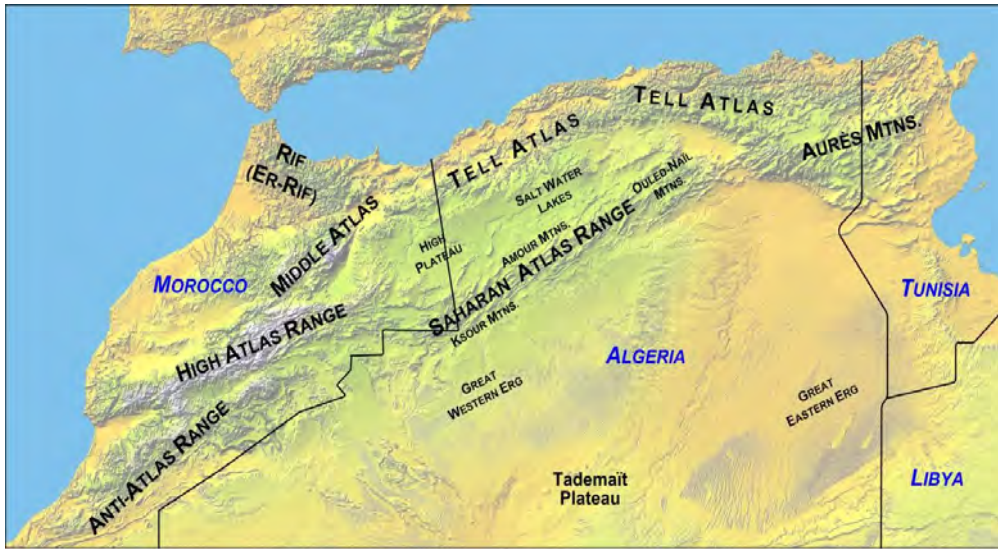 TELL ATLAS
TELL ATLAS
AURÈS MTNS.
RIF
(ER-RIF)
SALT WATER
LAKES
OULED-NAÏL
MTNS.
MIDDLE ATLAS
HIGH
PLATEAU
AMOUR MTNS.
SAHARAN ATLAS RANGE
KSOUR MTNS.
MOROCCO
TUNISIA
HIGH ATLAS RANGE
ALGERIA
GREAT
WESTERN ERG
GREAT
EASTERN ERG
ANTI-ATLAS RANGE
Tademaït
Plateau
LIBYA